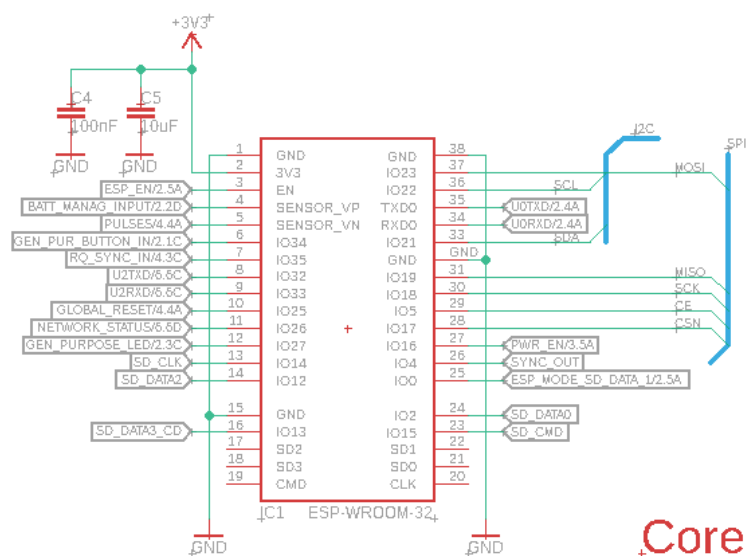 +3V3
C4
100nF
GND
C5
10uF
GND
I2C
SPI
1 GND GND 38
2 3V3 IO23 37 MOSI
ESP_EN/2.5A 3 EN IO22 36 SCL
BATT_MANAG_INPUT/2.2D 4 SENSOR_VP TXD0 35 U0TXD/2.4A
PULSES/4.4A 5 SENSOR_VN RXD0 34 U0RXD/2.4A
GEN_PUR_BUTTON_IN/2.1C 6 IO34 IO21 33 SDA
RQ_SYNC_IN/4.3C 7 IO35 GND GND
U2TXD/5.5C 8 IO32 IO19 31 MISO
U2RXD/5.5C 9 IO33 IO18 30 SCK
GLOBAL_RESET/4.4A 10 IO25 IO5 29 CE
NETWORK_STATUS/5.5D 11 IO26 IO17 28 CSN
GEN_PURPOSE_LED/2.3C 12 IO27 IO16 27 PWR_EN/3.5A
SD_CLK 13 IO14 IO4 26 SYNC_OUT
SD_DATA2 14 IO12 IO0 25 ESP_MODE_SD_DATA_1/2.5A
15 GND IO2 24 SD_DATA0
SD_DATA3_CD 16 IO13 IO15 23 SD_CMD
17 SD2 SD1 22
18 SD3 SD0 21
19 CMD CLK 20
IC1 ESP-WROOM-32
GND
GND
Core